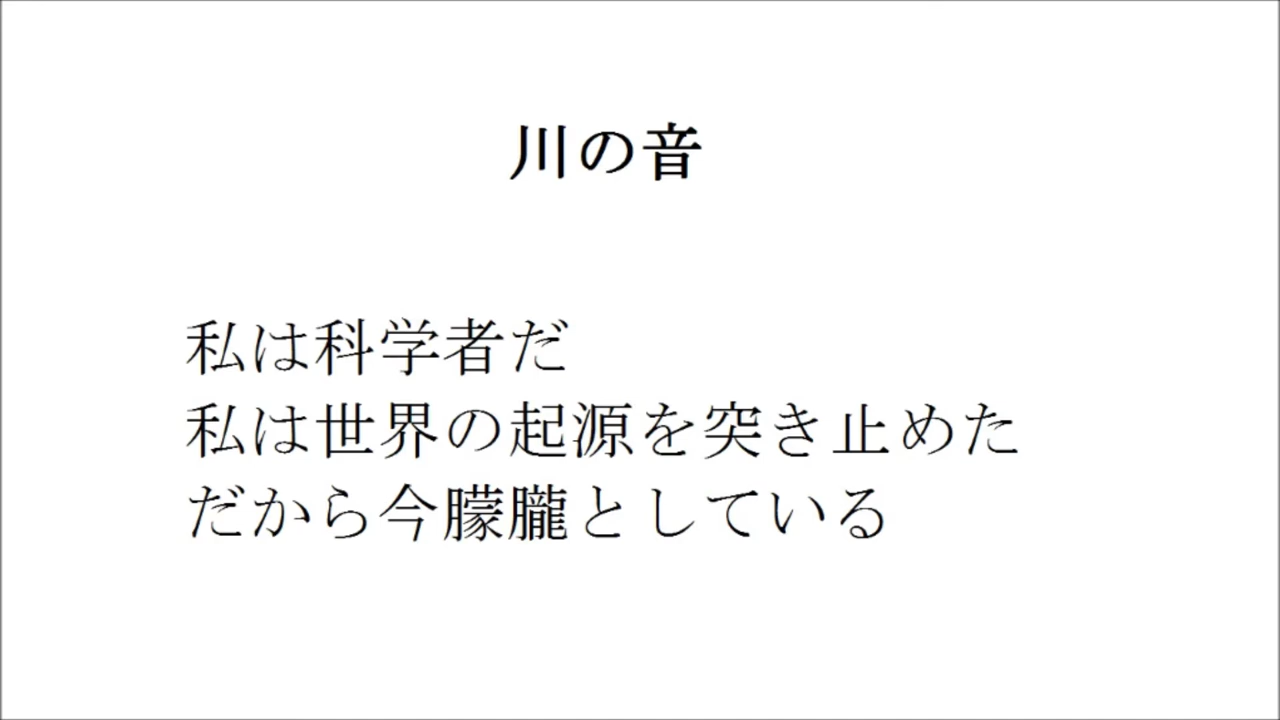 川の音
私は科学者だ
私は世界の起源を突き止めた
だから今朦朧としている